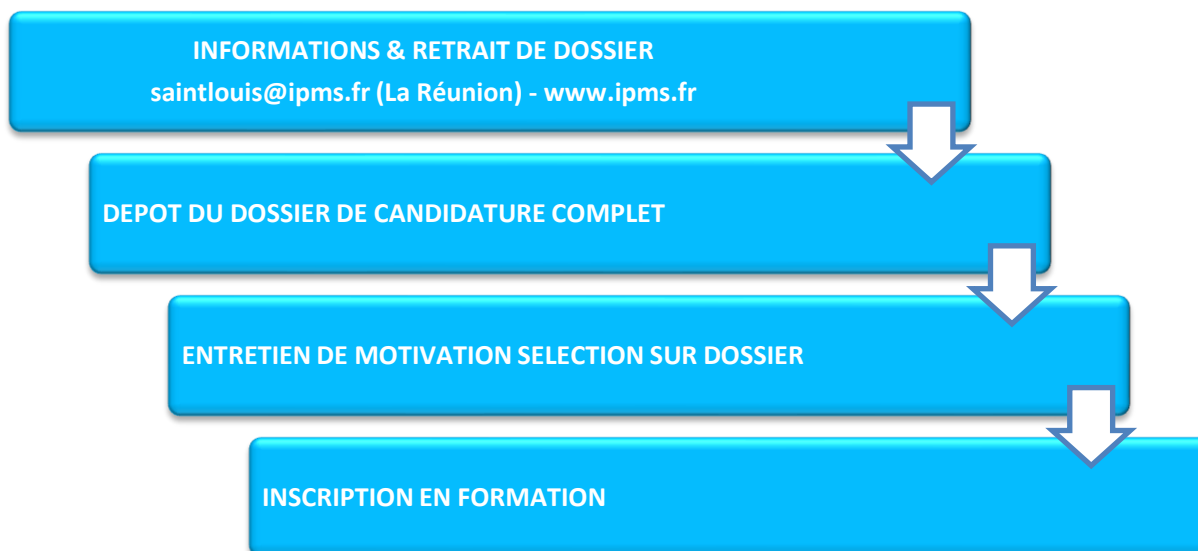 INFORMATIONS & RETRAIT DE DOSSIER
saintlouis@ipms.fr (La Réunion) - www.ipms.fr
DEPOT DU DOSSIER DE CANDIDATURE COMPLET
ENTRETIEN DE MOTIVATION SELECTION SUR DOSSIER
INSCRIPTION EN FORMATION